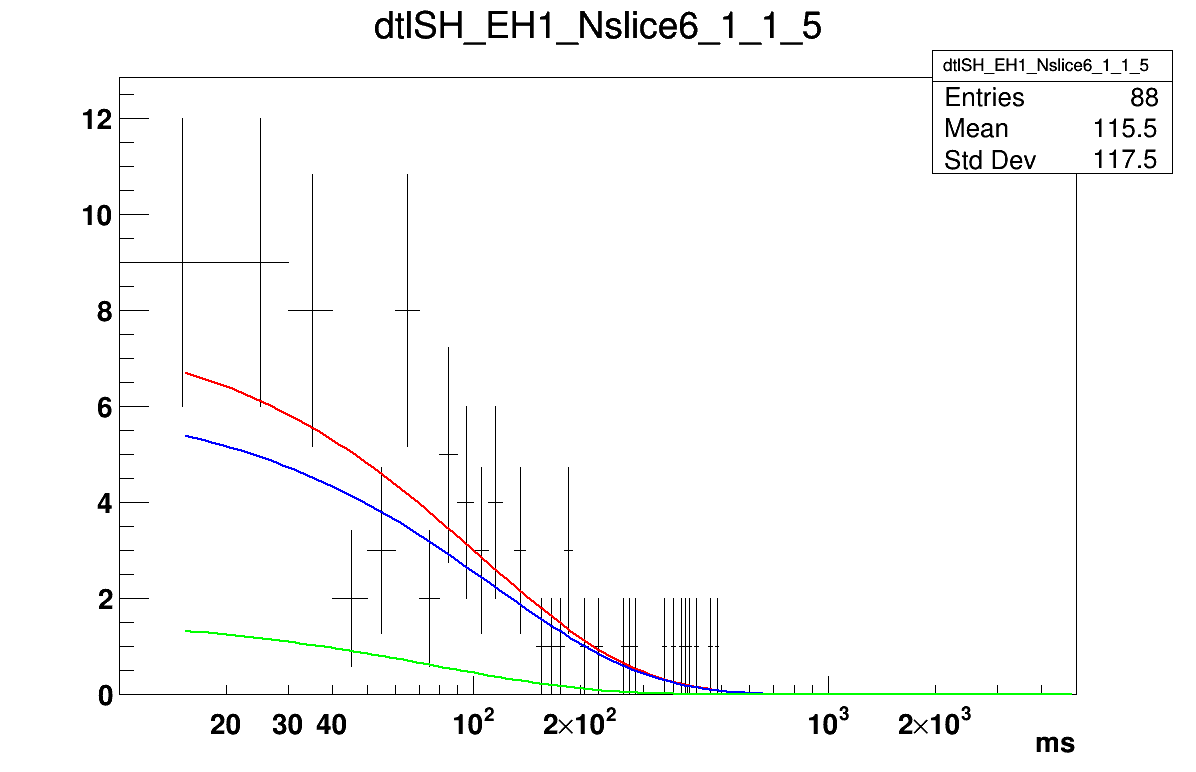 dtlSH_EH1_Nslice6_1_1_5
dtlSH_EH1_Nslice6_1_1_5
Entries 88
Mean 115.5
Std Dev 117.5
12
10
8
6
4
2
0
20 30 40 10² 2×10² 10³ 2×10³
ms